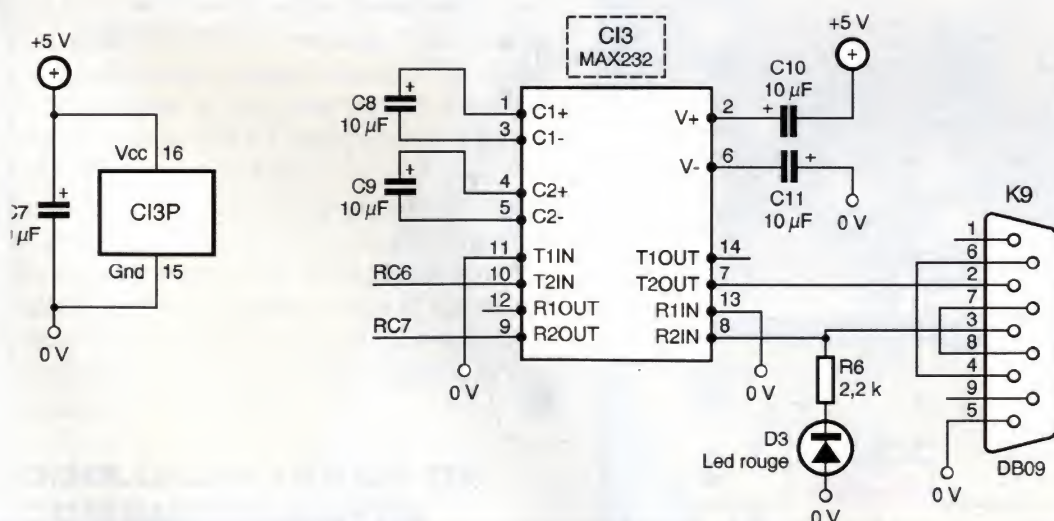 +5 V
Vcc 16
CI3P
Gnd 15
0 V
C8
10 µF
C9
10 µF
RC6
RC7
0 V
CI3
MAX232
1 C1+
3 C1-
4 C2+
5 C2-
11 T1IN
10 T2IN
12 R1OUT
9 R2OUT
V+ 2
V- 6
T1OUT 14
T2OUT 7
R1IN 13
R2IN 8
+5 V
C10
10 µF
C11
10 µF
0 V
0 V
R6
2,2 k
D3
Led rouge
0 V
K9
1
6
2
7
3
8
4
9
5
DB09
0 V